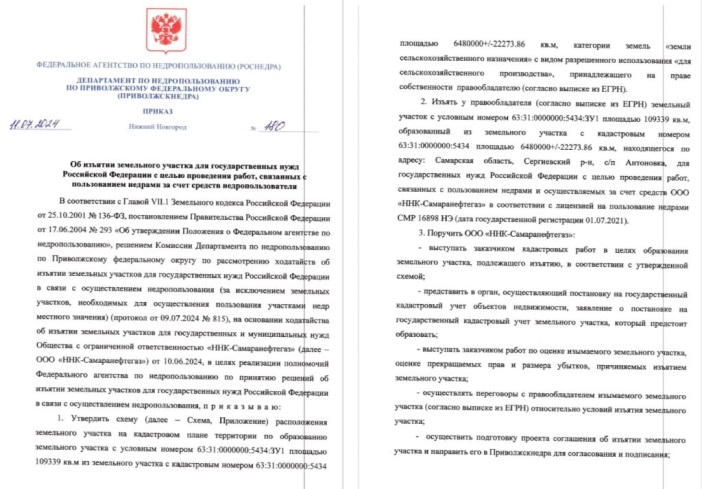 ФЕДЕРАЛЬНОЕ АГЕНТСТВО ПО НЕДРОПОЛЬЗОВАНИЮ (РОСНЕДРА)
ДЕПАРТАМЕНТ ПО НЕДРОПОЛЬЗОВАНИЮ
ПО ПРИВОЛЖСКОМУ ФЕДЕРАЛЬНОМУ ОКРУГУ
(ПРИВОЛЖСКНЕДРА)
ПРИКАЗ
11.07.2024 Нижний Новгород № 180
Об изъятии земельного участка для государственных нужд
Российской Федерации с целью проведения работ, связанных с
пользованием недрами за счет средств недропользователя
В соответствии с Главой VII.1 Земельного кодекса Российской Федерации
от 25.10.2001 № 136-ФЗ, постановлением Правительства Российской Федерации
от 17.06.2004 № 293 «Об утверждении Положения о Федеральном агентстве по
недропользованию», решением Комиссии Департамента по недропользованию
по Приволжскому федеральному округу по рассмотрению ходатайств об
изъятии земельных участков для государственных нужд Российской Федерации
в связи с осуществлением недропользования (за исключением земельных
участков, необходимых для осуществления пользования участками недр
местного значения) (протокол от 09.07.2024 № 815), на основании ходатайства
об изъятии земельных участков для государственных и муниципальных нужд
Общества с ограниченной ответственностью «ННК-Самаранефтегаз» (далее –
ООО «ННК-Самаранефтегаз») от 10.06.2024, в целях реализации полномочий
Федерального агентства по недропользованию по принятию решений об
изъятии земельных участков для государственных нужд Российской Федерации
в связи с осуществлением недропользования, п р и к а з ы в а ю:
1. Утвердить схему (далее – Схема, Приложение) расположения
земельного участка на кадастровом плане территории по образованию
земельного участка с условным номером 63:31:0000000:5434:ЗУ1 площадью
109339 кв.м из земельного участка с кадастровым номером 63:31:0000000:5434
площадью 6480000+/-22273.86 кв.м, категории земель «земли
сельскохозяйственного назначения» с видом разрешенного использования «для
сельскохозяйственного производства», принадлежащего на праве
собственности правообладателю (согласно выписке из ЕГРН).
2. Изъять у правообладателя (согласно выписке из ЕГРН) земельный
участок с условным номером 63:31:0000000:5434:ЗУ1 площадью 109339 кв.м,
образованный из земельного участка с кадастровым номером
63:31:0000000:5434 площадью 6480000+/-22273.86 кв.м, находящегося по
адресу: Самарская область, Сергиевский р-н, с/п Антоновка, для
государственных нужд Российской Федерации с целью проведения работ,
связанных с пользованием недрами и осуществляемых за счет средств ООО
«ННК-Самаранефтегаз» в соответствии с лицензией на пользование недрами
СМР 16898 НЭ (дата государственной регистрации 01.07.2021).
3. Поручить ООО «ННК-Самаранефтегаз»:
- выступать заказчиком кадастровых работ в целях образования
земельного участка, подлежащего изъятию, в соответствии с утвержденной
схемой;
- представить в орган, осуществляющий постановку на государственный
кадастровый учет объектов недвижимости, заявление о постановке на
государственный кадастровый учет земельного участка, который предстоит
образовать;
- выступать заказчиком работ по оценке изымаемого земельного участка,
оценке прекращаемых прав и размера убытков, причиняемых изъятием
земельного участка;
- осуществлять переговоры с правообладателем изымаемого земельного
участка (согласно выписке из ЕГРН) относительно условий изъятия земельного
участка;
- осуществить подготовку проекта соглашения об изъятии земельного
участка и направить его в Приволжскнедра для согласования и подписания;